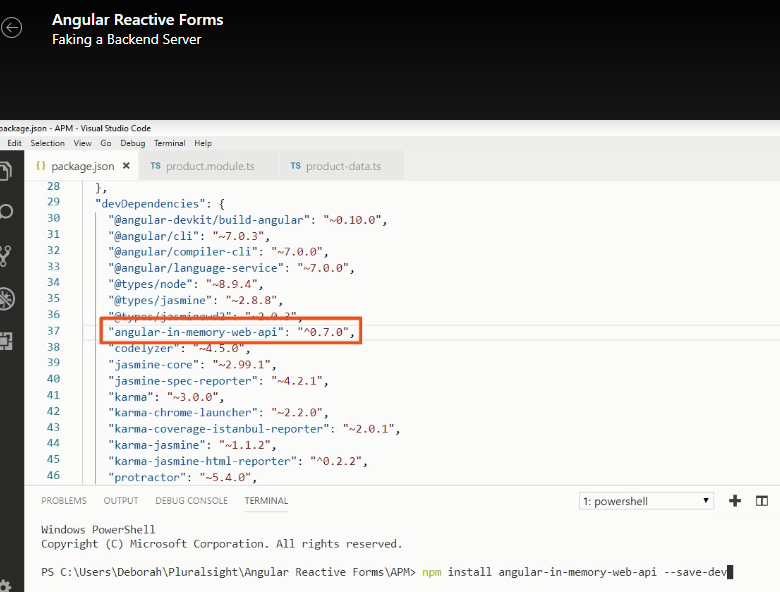 Angular Reactive Forms
Faking a Backend Server
package.json - APM - Visual Studio Code
Edit Selection View Go Debug Terminal Help
{} package.json × TS product.module.ts TS product-data.ts
28 },
29 "devDependencies": {
30 "@angular-devkit/build-angular": "~0.10.0",
31 "@angular/cli": "~7.0.3",
32 "@angular/compiler-cli": "~7.0.0",
33 "@angular/language-service": "~7.0.0",
34 "@types/node": "~8.9.4",
35 "@types/jasmine": "~2.8.8",
36 "@types/jasminewd2": "~2.0.3",
37 "angular-in-memory-web-api": "^0.7.0",
38 "codelyzer": "~4.5.0",
39 "jasmine-core": "~2.99.1",
40 "jasmine-spec-reporter": "~4.2.1",
41 "karma": "~3.0.0",
42 "karma-chrome-launcher": "~2.2.0",
43 "karma-coverage-istanbul-reporter": "~2.0.1",
44 "karma-jasmine": "~1.1.2",
45 "karma-jasmine-html-reporter": "^0.2.2",
46 "protractor": "~5.4.0",
PROBLEMS OUTPUT DEBUG CONSOLE TERMINAL 1: powershell
Windows PowerShell
Copyright (C) Microsoft Corporation. All rights reserved.
PS C:\Users\Deborah\Pluralsight\Angular Reactive Forms\APM> npm install angular-in-memory-web-api --save-dev